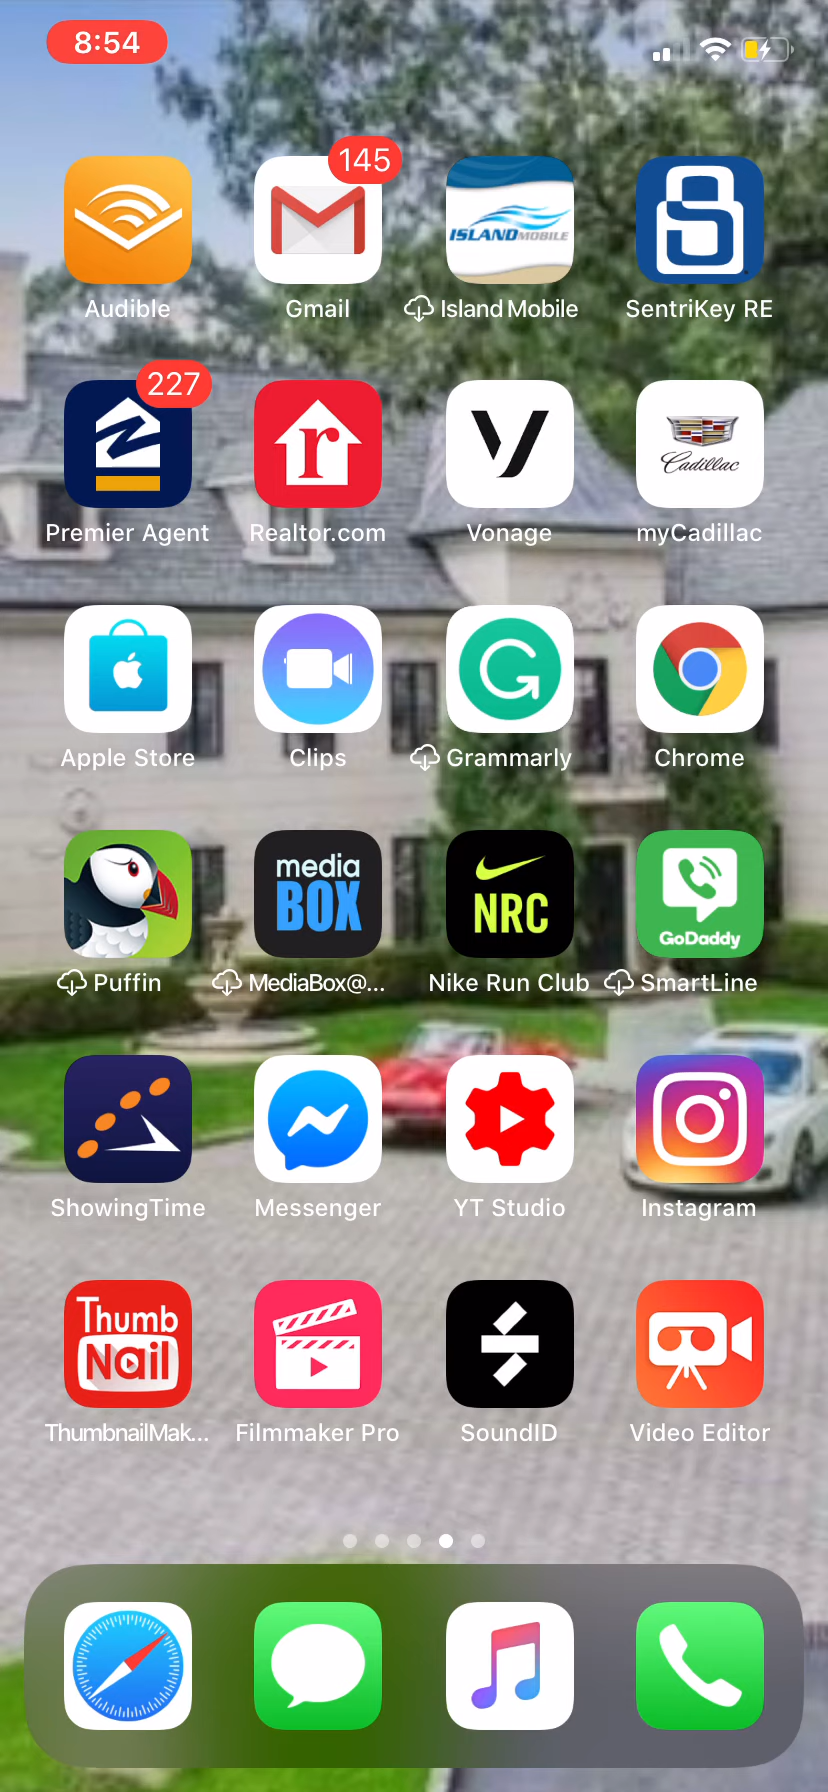 8:54
145
ISLANDMOBILE
Audible
Gmail
Island Mobile
SentriKey RE
227
r
Cadillac
Premier Agent
Realtor.com
Vonage
myCadillac
Apple Store
Clips
Grammarly
Chrome
media
BOX
NRC
GoDaddy
Puffin
MediaBox@...
Nike Run Club
SmartLine
ShowingTime
Messenger
YT Studio
Instagram
Thumb
Nail
ThumbnailMak...
Filmmaker Pro
SoundID
Video Editor